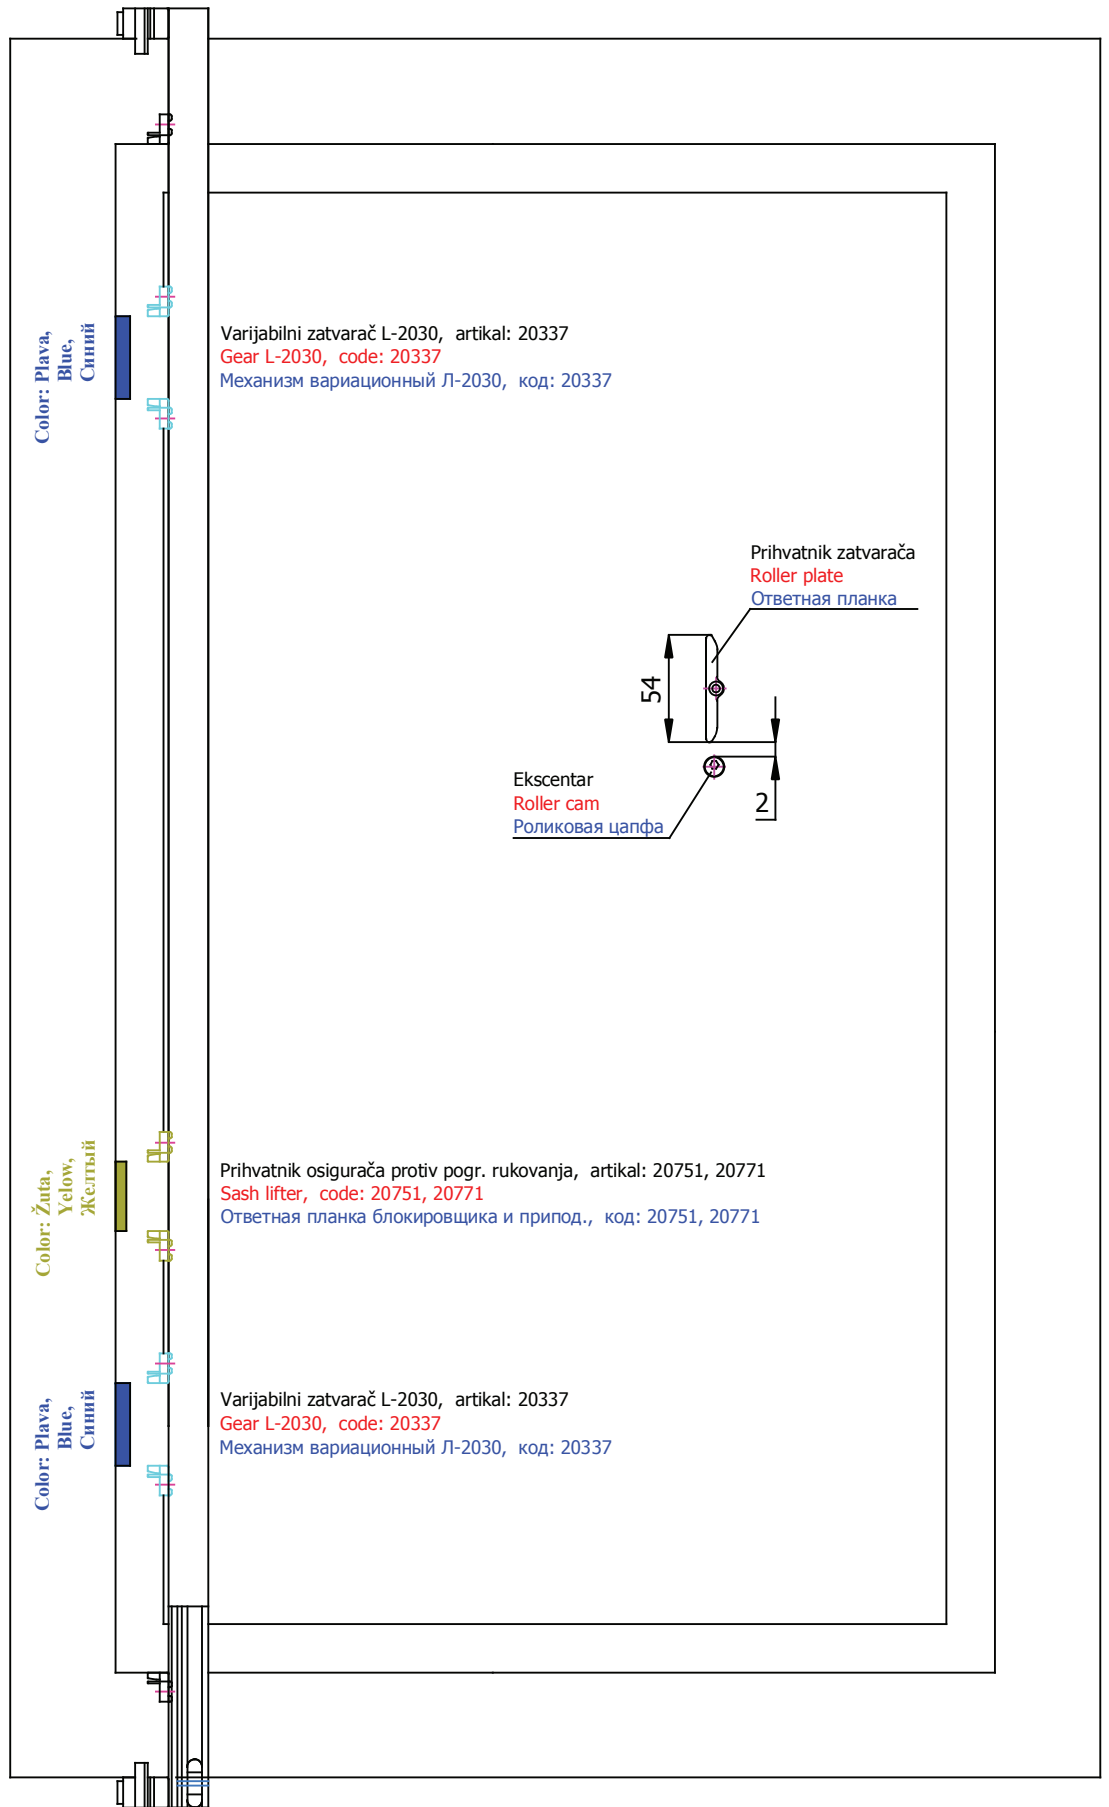 Color: Plava,
Blue,
Синий
Varijabilni zatvarač L-2030, artikal: 20337
Gear L-2030, code: 20337
Механизм вариационный Л-2030, код: 20337
Prihvatnik zatvarača
Roller plate
Ответная планка
54
Ekscentar
Roller cam
Роликовая цапфа
2
Color: Žuta,
Yelow,
Желтый
Prihvatnik osigurača protiv pogr. rukovanja, artikal: 20751, 20771
Sash lifter, code: 20751, 20771
Ответная планка блокировщика и припод., код: 20751, 20771
Color: Plava,
Blue,
Синий
Varijabilni zatvarač L-2030, artikal: 20337
Gear L-2030, code: 20337
Механизм вариационный Л-2030, код: 20337